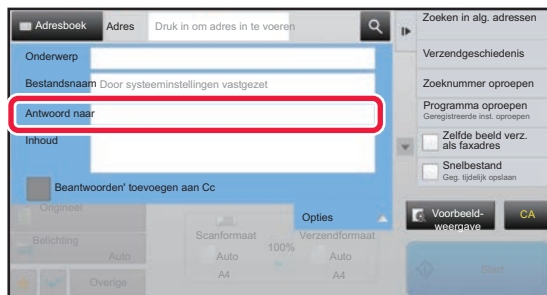 Adresboek
Adres
Druk in om adres in te voeren
Onderwerp
Bestandsnaam Door systeeminstellingen vastgezet
Antwoord naar
Inhoud
Beantwoorden' toevoegen aan Cc
Origineel
Opties
Belichting
Auto
Scanformaat
Auto
A4
100%
Verzendformaat
Auto
A4
Overige
Zoeken in alg. adressen
Verzendgeschiedenis
Zoeknummer oproepen
Programma oproepen
Geregistreerde inst. oproepen
Zelfde beeld verz.
als faxadres
Snelbestand
Geg. tijdelijk opslaan
Voorbeeld-
weergave
CA
Start